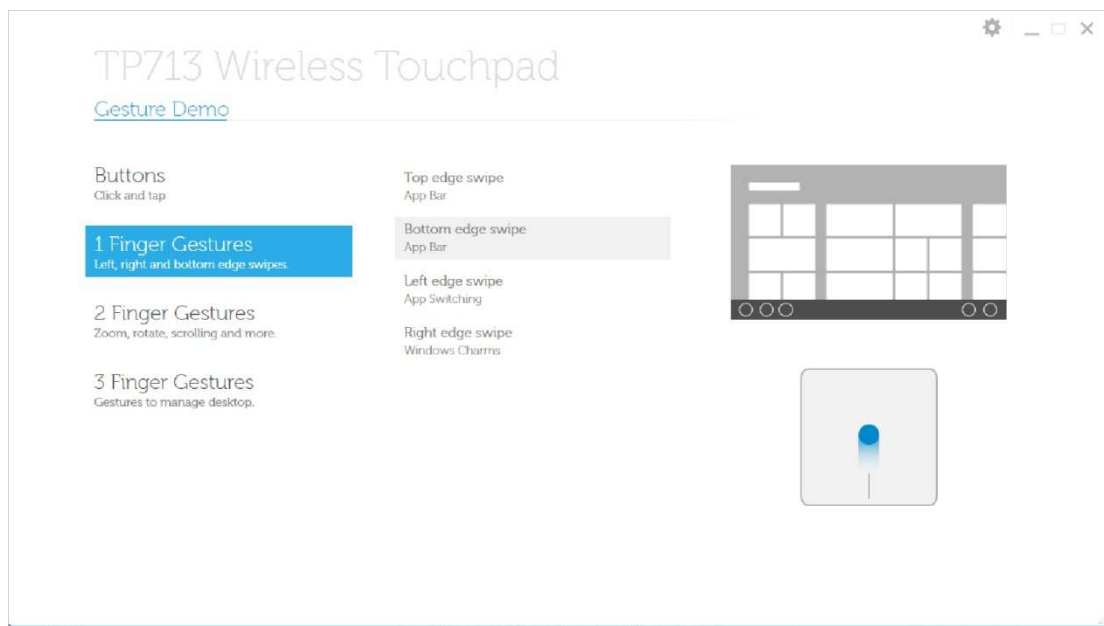 TP713 Wireless Touchpad
Gesture Demo
Buttons
Click and tap
1 Finger Gestures
Left, right and bottom edge swipes.
2 Finger Gestures
Zoom, rotate, scrolling and more.
3 Finger Gestures
Gestures to manage desktop.
Top edge swipe
App Bar
Bottom edge swipe
App Bar
Left edge swipe
App Switching
Right edge swipe
Windows Charms